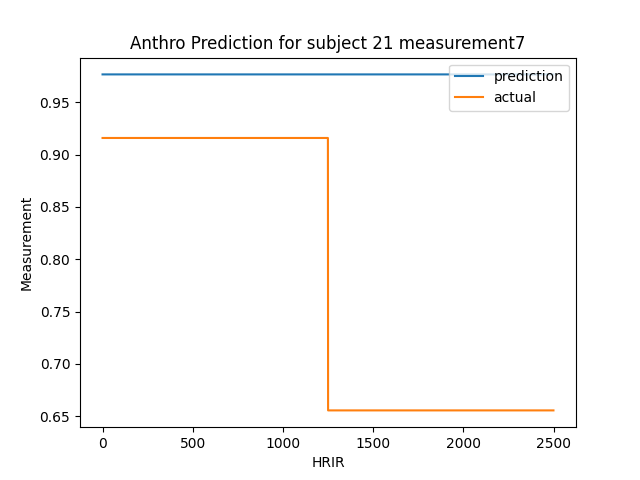 Anthro Prediction for subject 21 measurement7
prediction
actual
Measurement
0.95
0.90
0.85
0.80
0.75
0.70
0.65
0 500 1000 1500 2000 2500
HRIR